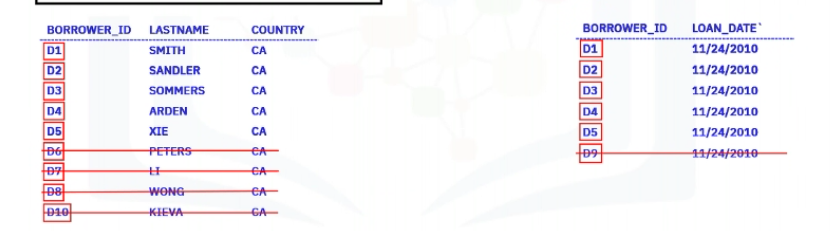 BORROWER_ID LASTNAME COUNTRY
D1 SMITH CA
D2 SANDLER CA
D3 SOMMERS CA
D4 ARDEN CA
D5 XIE CA
D6 PETERS CA
D7 LI CA
D8 WONG CA
D10 KIEVA CA
BORROWER_ID LOAN_DATE`
D1 11/24/2010
D2 11/24/2010
D3 11/24/2010
D4 11/24/2010
D5 11/24/2010
D9 11/24/2010